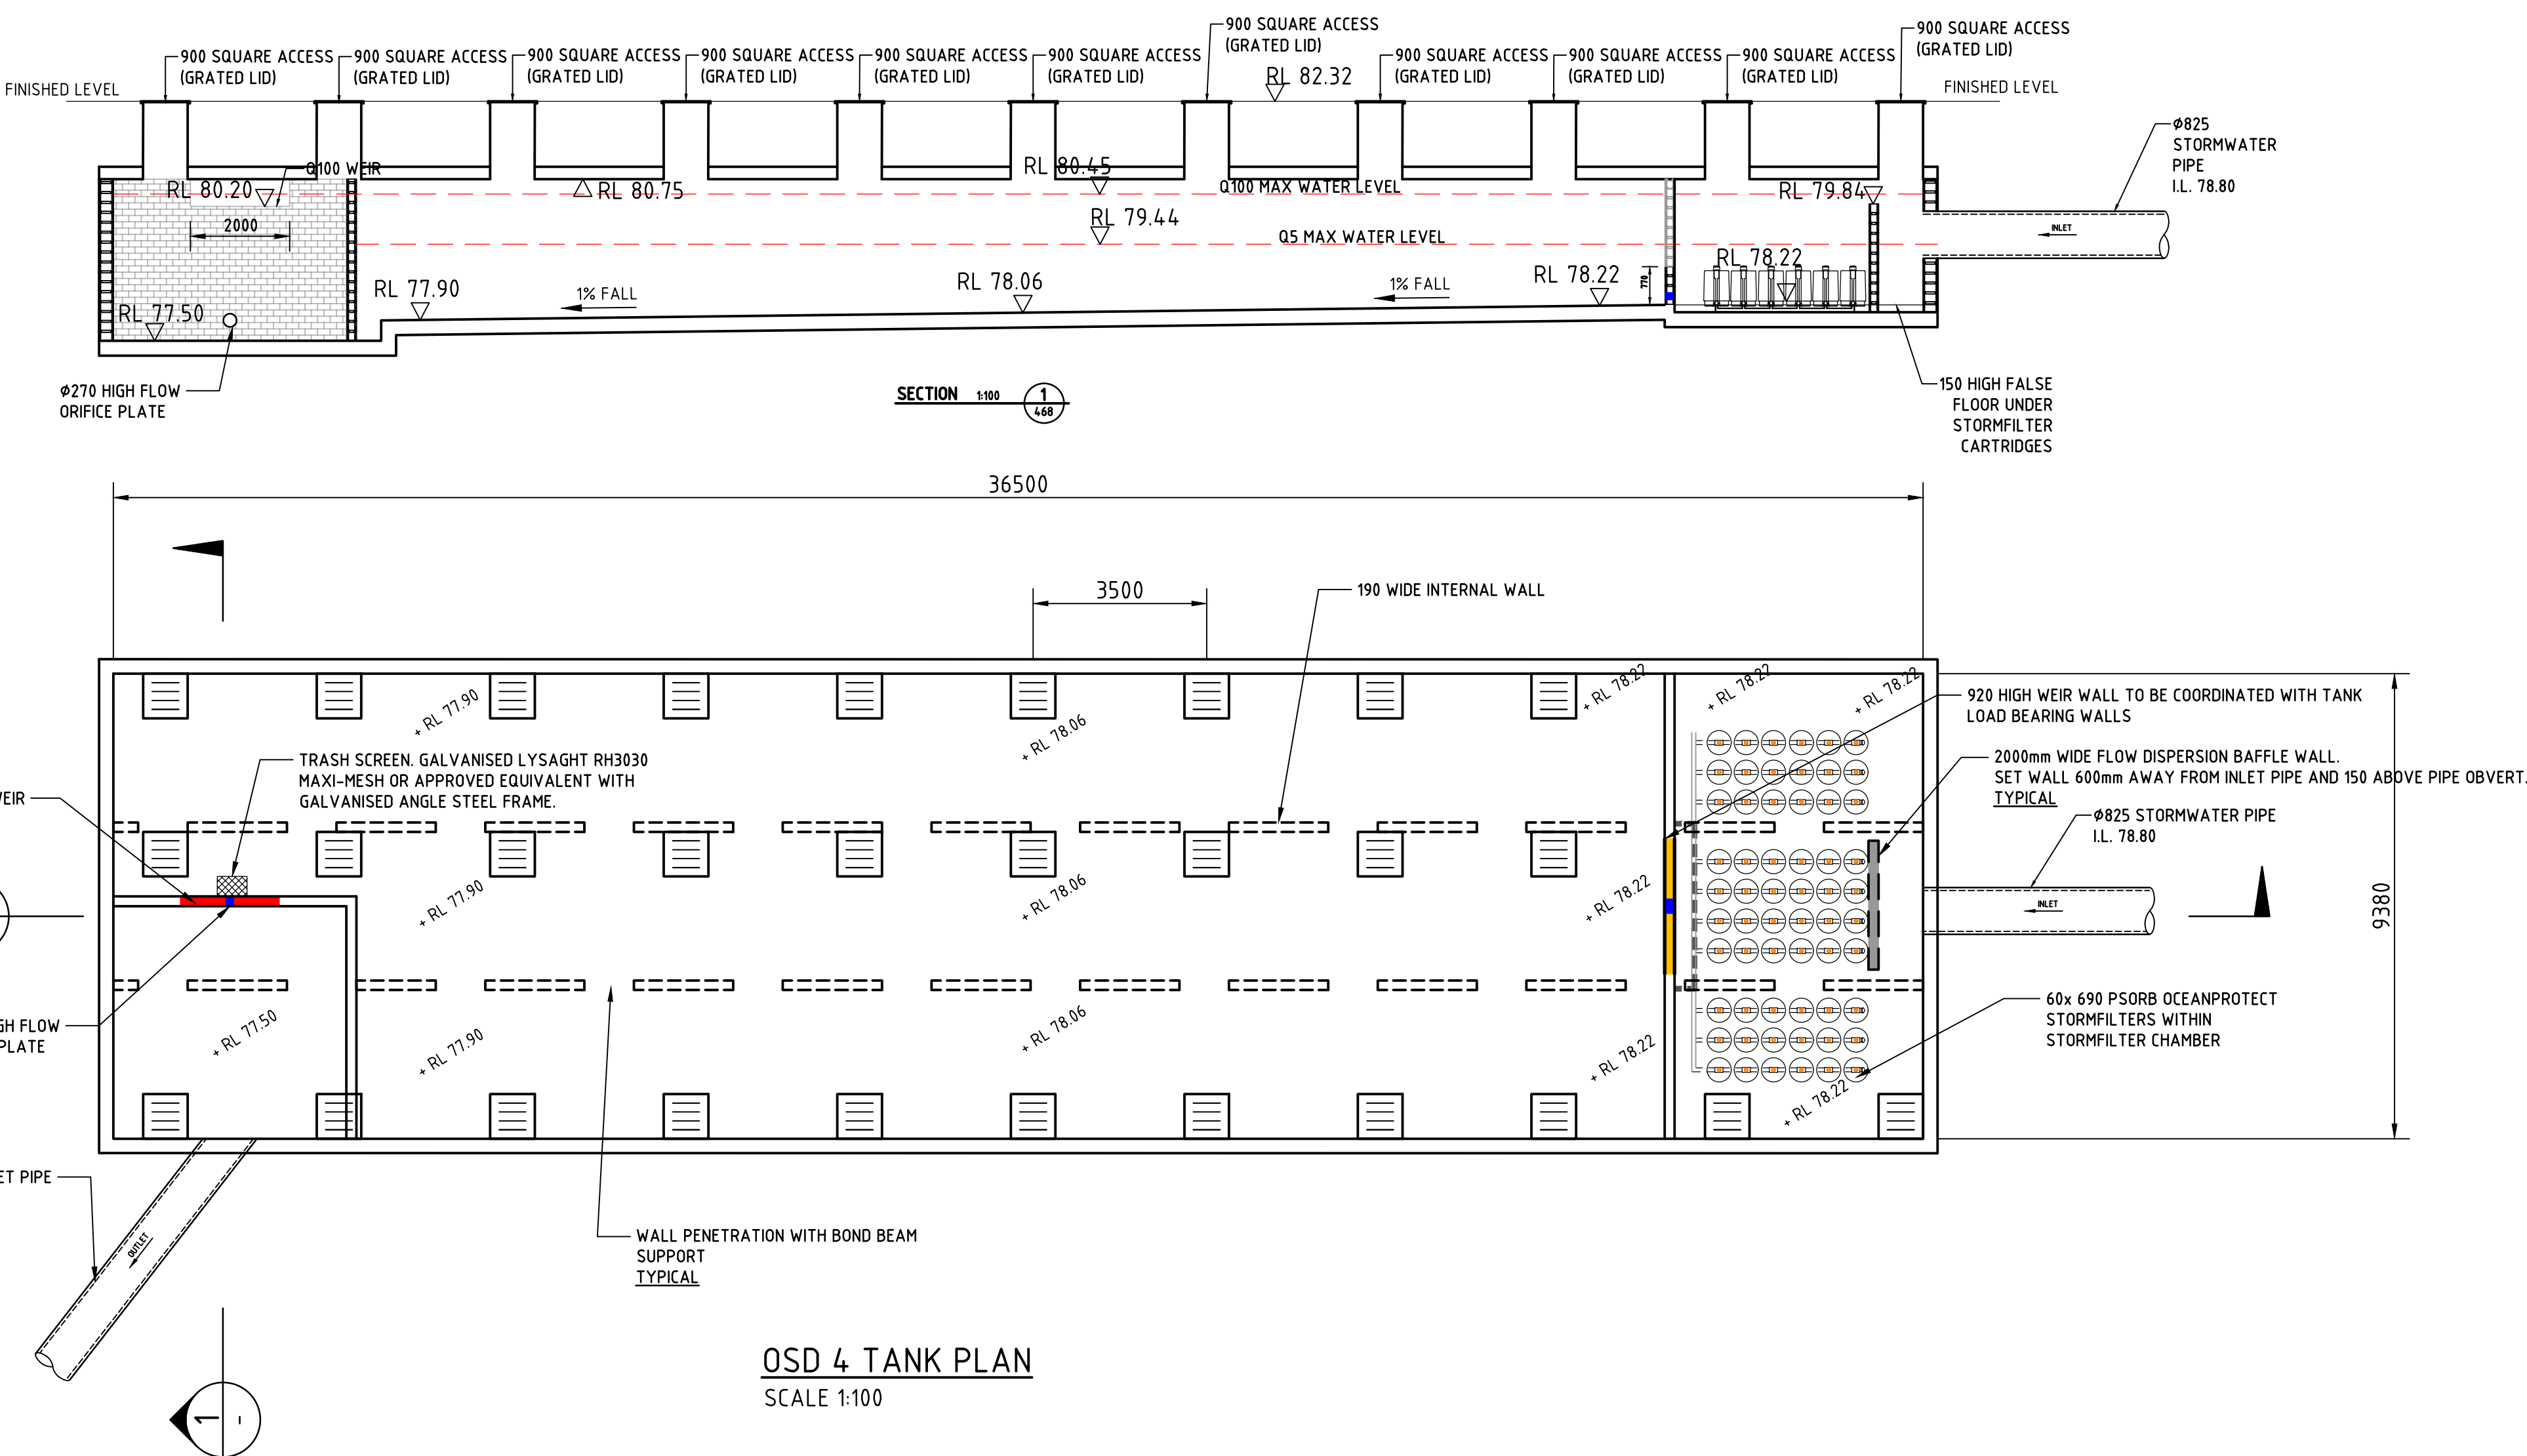 900 SQUARE ACCESS
(GRATED LID)
900 SQUARE ACCESS
(GRATED LID)
900 SQUARE ACCESS
(GRATED LID)
900 SQUARE ACCESS
(GRATED LID)
900 SQUARE ACCESS
(GRATED LID)
900 SQUARE ACCESS
(GRATED LID)
900 SQUARE ACCESS
(GRATED LID)
900 SQUARE ACCESS
(GRATED LID)
900 SQUARE ACCESS
(GRATED LID)
900 SQUARE ACCESS
(GRATED LID)
900 SQUARE ACCESS
(GRATED LID)
RL 82.32
FINISHED LEVEL
FINISHED LEVEL
Ø825
STORMWATER
PIPE
I.L. 78.80
Q100 WEIR
RL 80.20
RL 80.75
RL 80.45
Q100 MAX WATER LEVEL
RL 79.84
2000
RL 79.44
Q5 MAX WATER LEVEL
INLET
RL 78.22
RL 77.50
RL 77.90
1% FALL
RL 78.06
1% FALL
RL 78.22
770
Ø270 HIGH FLOW
ORIFICE PLATE
SECTION 1:100
1
468
150 HIGH FALSE
FLOOR UNDER
STORMFILTER
CARTRIDGES
36500
3500
190 WIDE INTERNAL WALL
+ RL 77.90
+ RL 78.06
+ RL 78.22
+ RL 78.22
+ RL 78.22
920 HIGH WEIR WALL TO BE COORDINATED WITH TANK
LOAD BEARING WALLS
TRASH SCREEN. GALVANISED LYSAGHT RH3030
MAXI-MESH OR APPROVED EQUIVALENT WITH
GALVANISED ANGLE STEEL FRAME.
2000mm WIDE FLOW DISPERSION BAFFLE WALL.
SET WALL 600mm AWAY FROM INLET PIPE AND 150 ABOVE PIPE OBVERT.
TYPICAL
EIR
Ø825 STORMWATER PIPE
I.L. 78.80
+ RL 77.90
+ RL 78.06
+ RL 78.22
INLET
9380
60x 690 PSORB OCEANPROTECT
STORMFILTERS WITHIN
STORMFILTER CHAMBER
GH FLOW
PLATE
+ RL 77.50
+ RL 77.90
+ RL 78.06
+ RL 78.22
+ RL 78.22
ET PIPE
OUTLET
WALL PENETRATION WITH BOND BEAM
SUPPORT
TYPICAL
OSD 4 TANK PLAN
SCALE 1:100
1
-